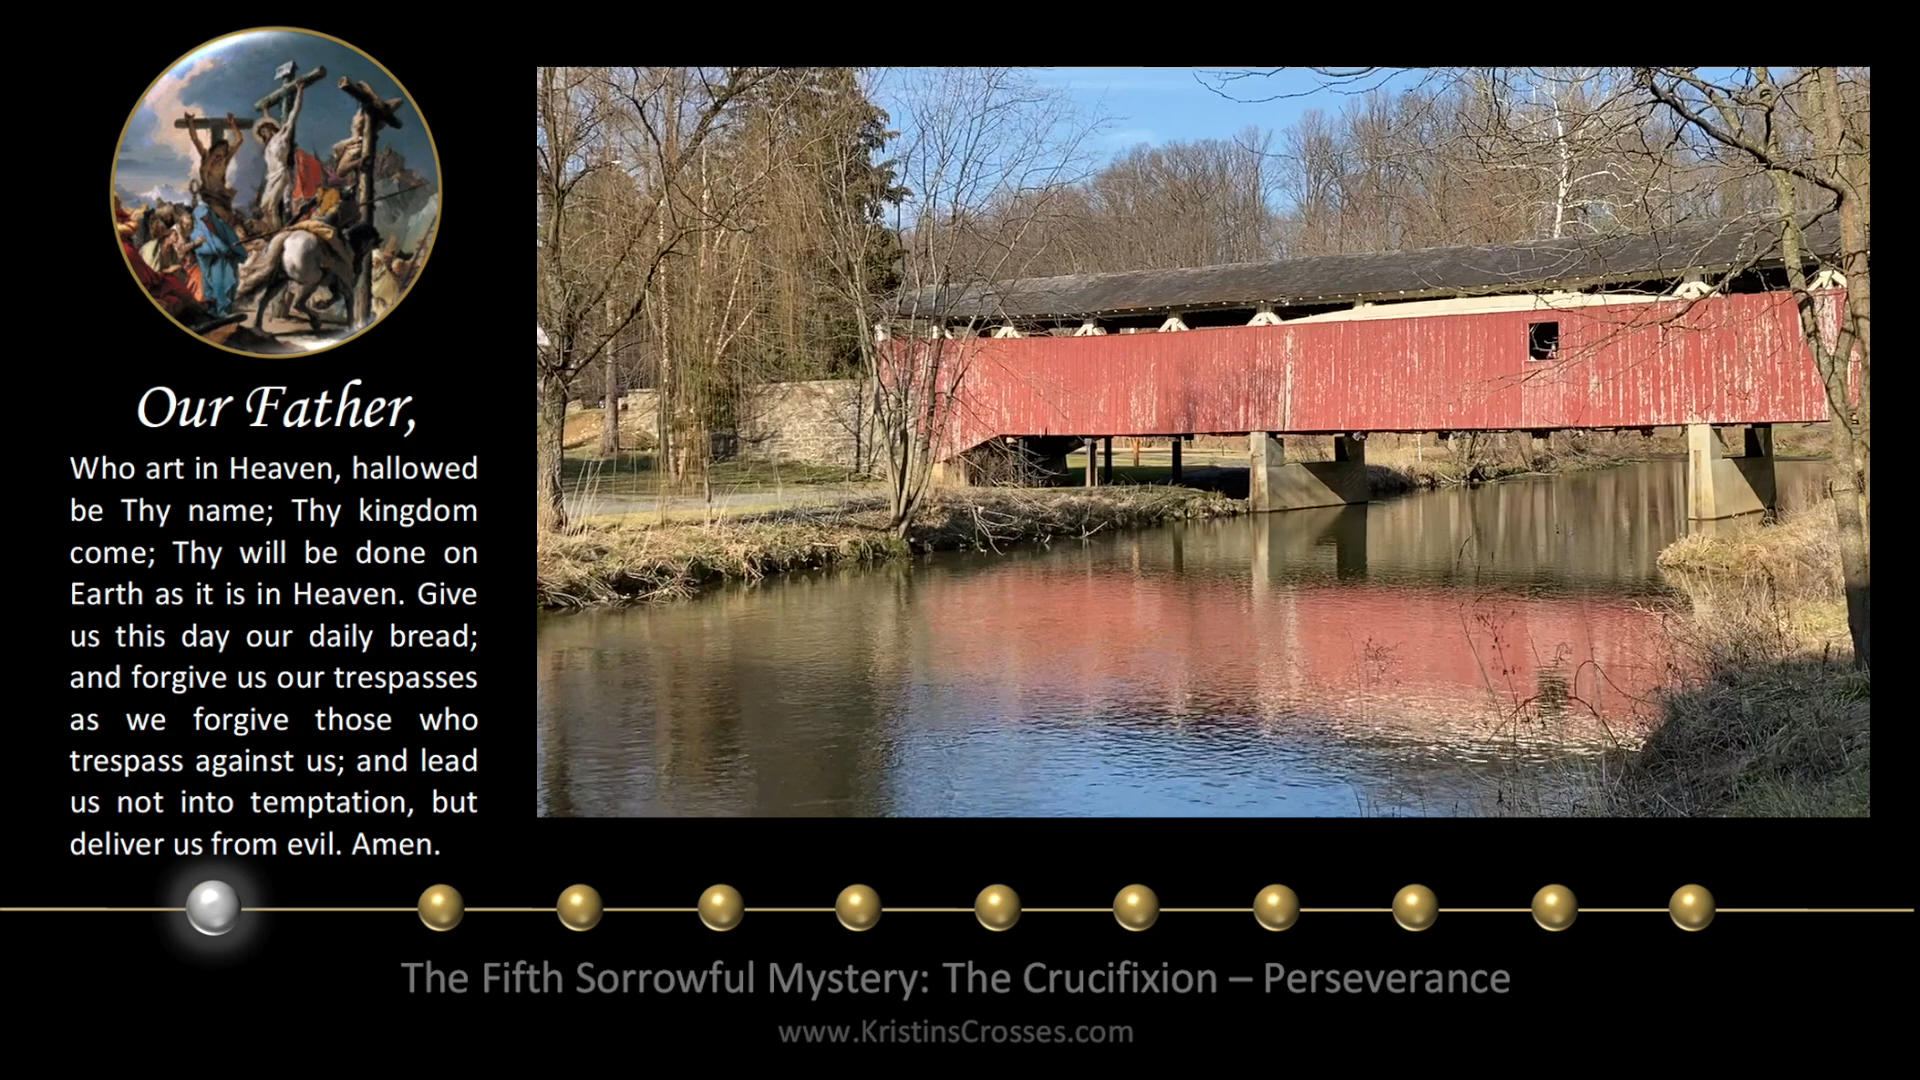 Our Father,
Who art in Heaven, hallowed
be Thy name; Thy kingdom
come; Thy will be done on
Earth as it is in Heaven. Give
us this day our daily bread;
and forgive us our trespasses
as we forgive those who
trespass against us; and lead
us not into temptation, but
deliver us from evil. Amen.
The Fifth Sorrowful Mystery: The Crucifixion – Perseverance
www.KristinsCrosses.com